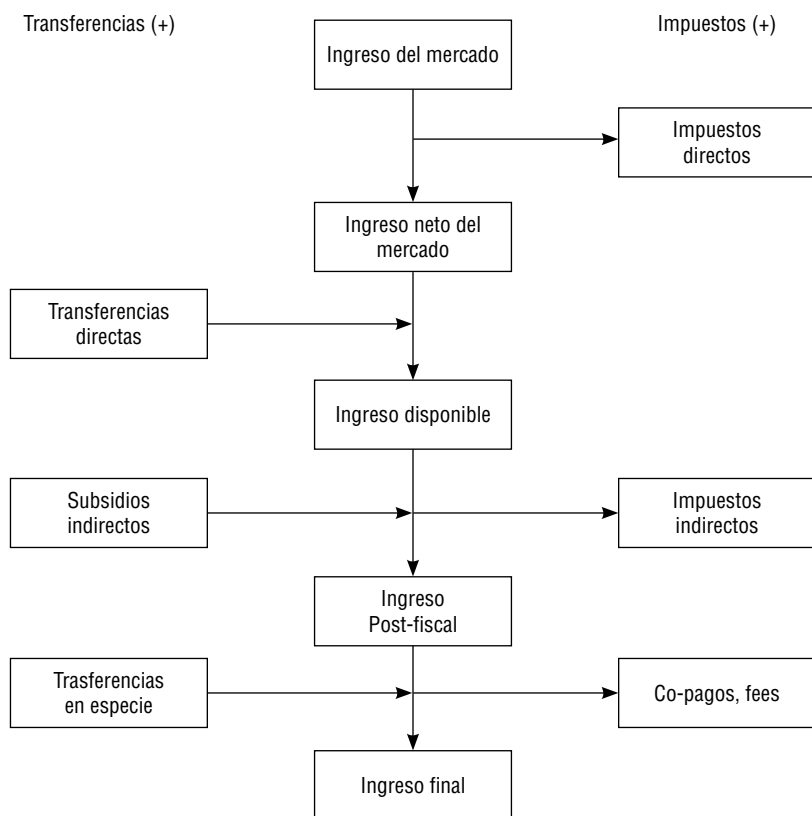 Transferencias (+)
Impuestos (+)
Ingreso del mercado
Impuestos
directos
Ingreso neto del
mercado
Transferencias
directas
Ingreso disponible
Subsidios
indirectos
Impuestos
indirectos
Ingreso
Post-fiscal
Trasferencias
en especie
Co-pagos, fees
Ingreso final